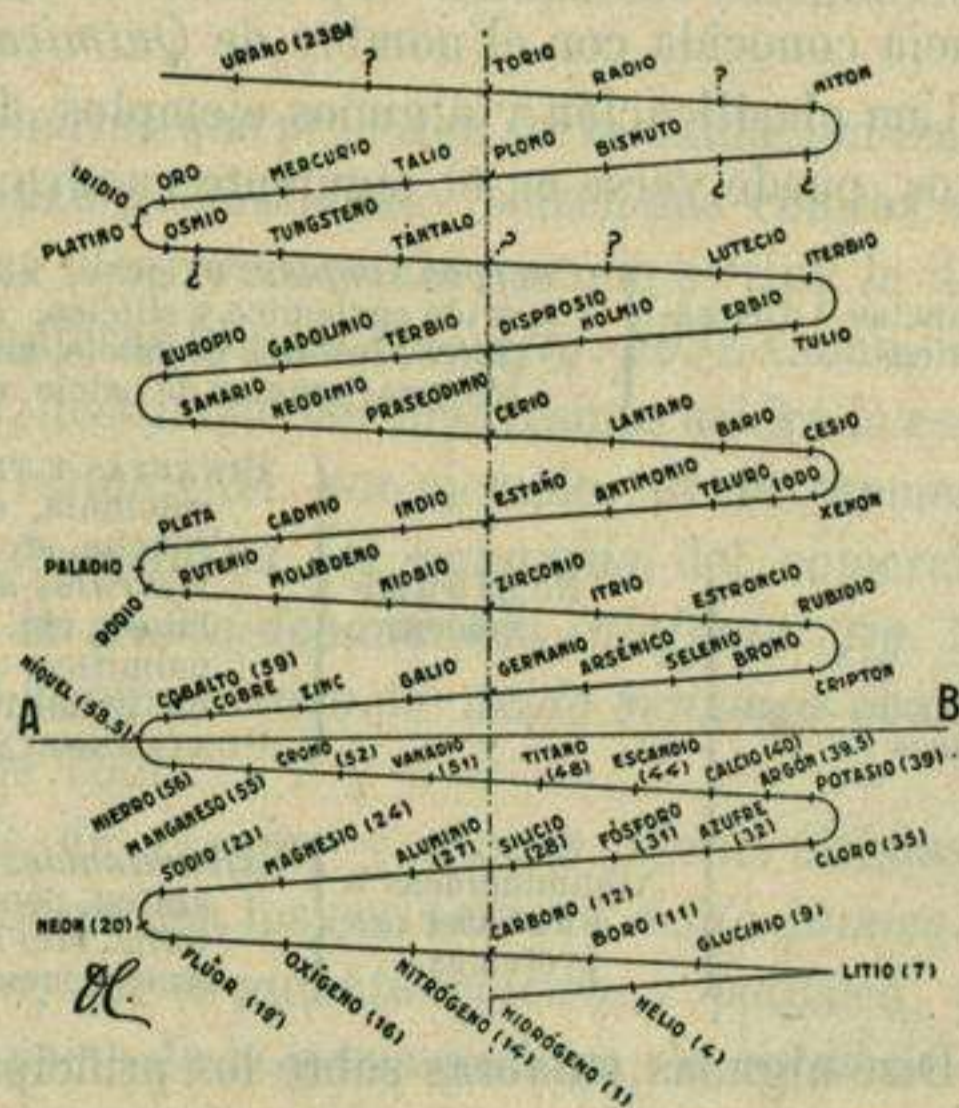 URANO (238)
?
TORIO
RADIO
?
NITON
IRIDIO
ORO
MERCURIO
TALIO
PLOMO
BISMUTO
?
?
PLATINO
OSMIO
?
TUNGSTENO
TÁNTALO
?
?
LUTECIO
ITERBIO
EUROPIO
GADOLINIO
TERBIO
DISPROSIO
HOLMIO
ERBIO
TULIO
SAMARIO
NEODIMIO
PRASEODIMIO
CERIO
LANTANO
BARIO
CESIO
PLATA
CADMIO
INDIO
ESTAÑO
ANTIMONIO
TELURO
IODO
XENON
PALADIO
RODIO
RUTENIO
MOLIBDENO
NIOBIO
ZIRCONIO
ITRIO
ESTRONCIO
RUBIDIO
NÍQUEL (58.5)
COBALTO (59)
COBRE
ZINC
GALIO
GERMANIO
ARSÉNICO
SELENIO
BROMO
CRIPTON
A
B
HIERRO (56)
MANGANESO (55)
CROMO (52)
VANADIO (51)
TITANO (48)
ESCANDIO (44)
CALCIO (40)
ARGÓN (39,5)
POTASIO (39)
SODIO (23)
MAGNESIO (24)
ALUMINIO (27)
SILICIO (28)
FÓSFORO (31)
AZUFRE (32)
CLORO (35)
NEON (20)
FLÚOR (19)
OXÍGENO (16)
NITRÓGENO (14)
CARBONO (12)
BORO (11)
GLUCINIO (9)
LITIO (7)
HIDRÓGENO (1)
HELIO (4)